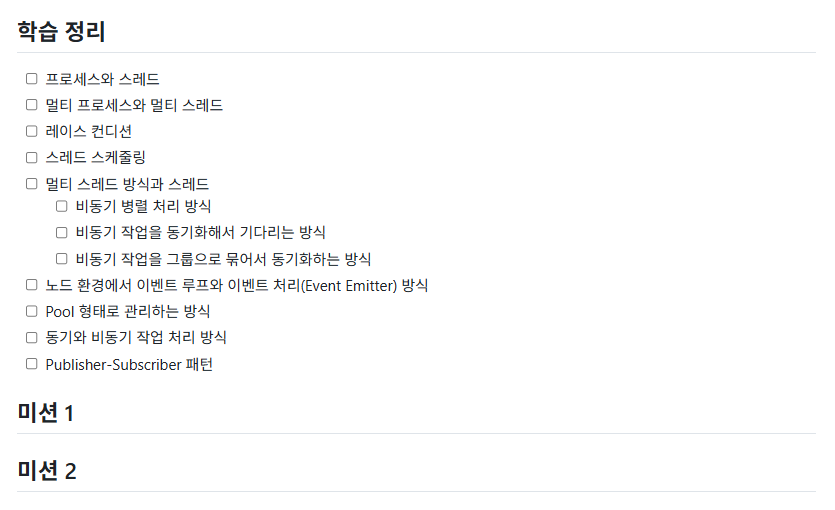 학습 정리
프로세스와 스레드
멀티 프로세스와 멀티 스레드
레이스 컨디션
스레드 스케줄링
멀티 스레드 방식과 스레드
비동기 병렬 처리 방식
비동기 작업을 동기화해서 기다리는 방식
비동기 작업을 그룹으로 묶어서 동기화하는 방식
노드 환경에서 이벤트 루프와 이벤트 처리(Event Emitter) 방식
Pool 형태로 관리하는 방식
동기와 비동기 작업 처리 방식
Publisher-Subscriber 패턴
미션 1
미션 2